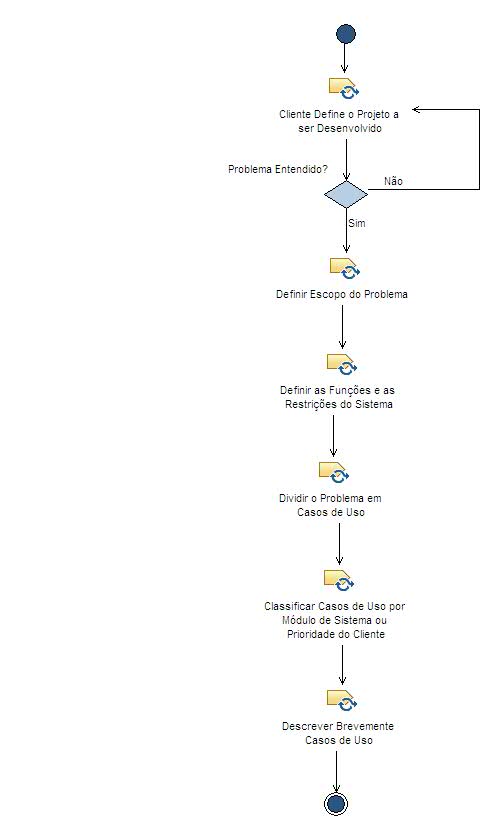 Cliente Define o Projeto a
ser Desenvolvido
Problema Entendido?
Não
Sim
Definir Escopo do Problema
Definir as Funções e as
Restrições do Sistema
Dividir o Problema em
Casos de Uso
Classificar Casos de Uso por
Módulo de Sistema ou
Prioridade do Cliente
Descrever Brevemente
Casos de Uso